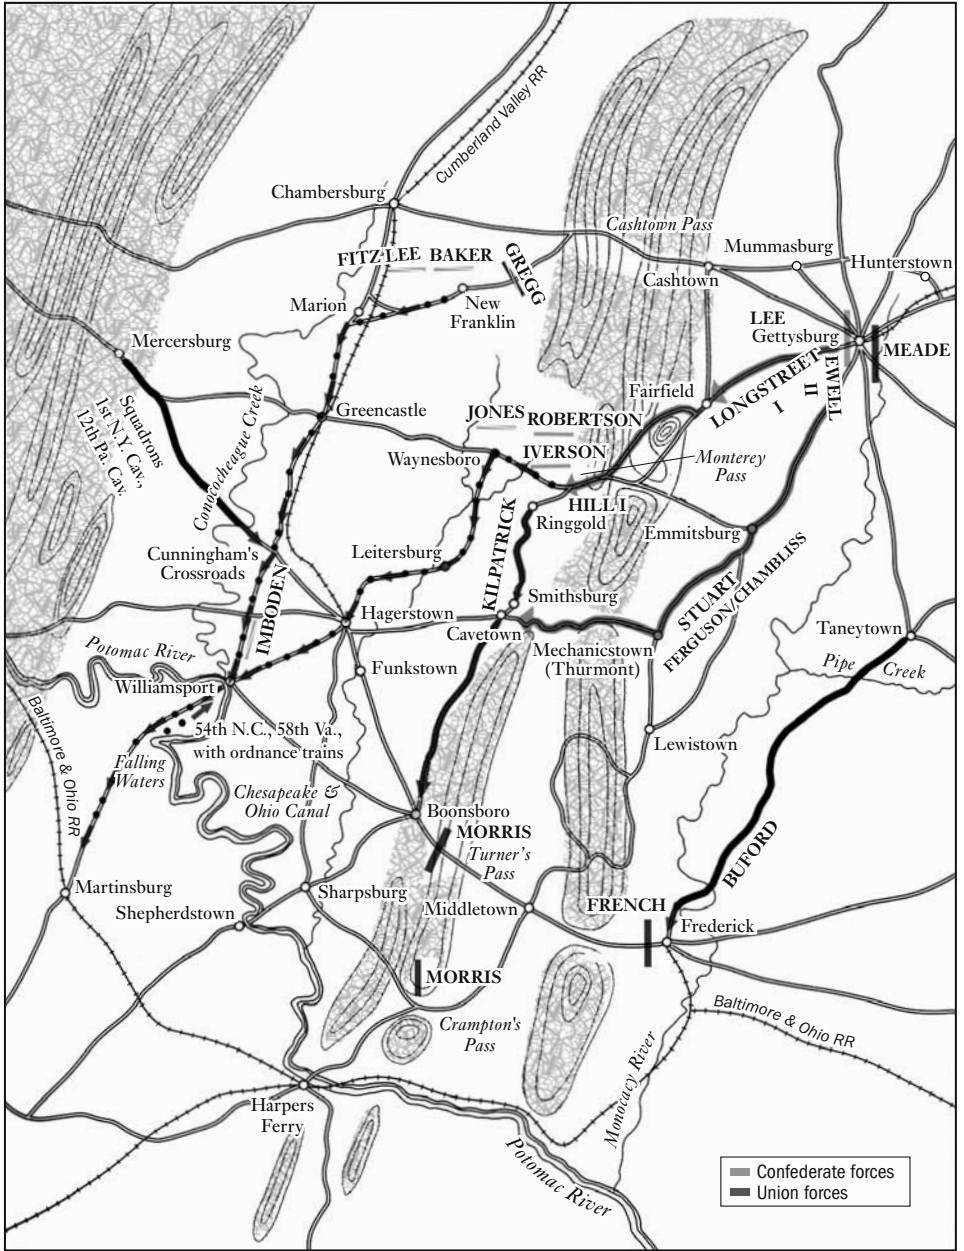 Cumberland Valley RR
Chambersburg
Cashtown Pass
Mummasburg
Hunterstown
FITZ LEE
BAKER
GREGG
Cashtown
Marion
New
Franklin
LEE
Gettysburg
MEADE
Mercersburg
EWELL
II
LONGSTREET
I
Fairfield
Squadrons
1st N.Y. Cav.,
12th Pa. Cav.
Conococheague Creek
Greencastle
JONES
ROBERTSON
Waynesboro
IVERSON
Monterey
Pass
HILL I
Ringgold
Emmitsburg
KILPATRICK
Cunningham's
Crossroads
Leitersburg
IMBODEN
Hagerstown
Smithsburg
Cavetown
STUART
FERGUSON/CHAMBLISS
Mechanicstown
(Thurmont)
Taneytown
Pipe Creek
Potomac River
Funkstown
Williamsport
54th N.C., 58th Va.,
with ordnance trains
Lewistown
Baltimore & Ohio RR
Falling
Waters
Chesapeake &
Ohio Canal
Boonsboro
MORRIS
Turner's
Pass
BUFORD
Martinsburg
Sharpsburg
Shepherdstown
Middletown
FRENCH
Frederick
MORRIS
Crampton's
Pass
Baltimore & Ohio RR
Monocacy River
Harpers
Ferry
Potomac River
Confederate forces
Union forces